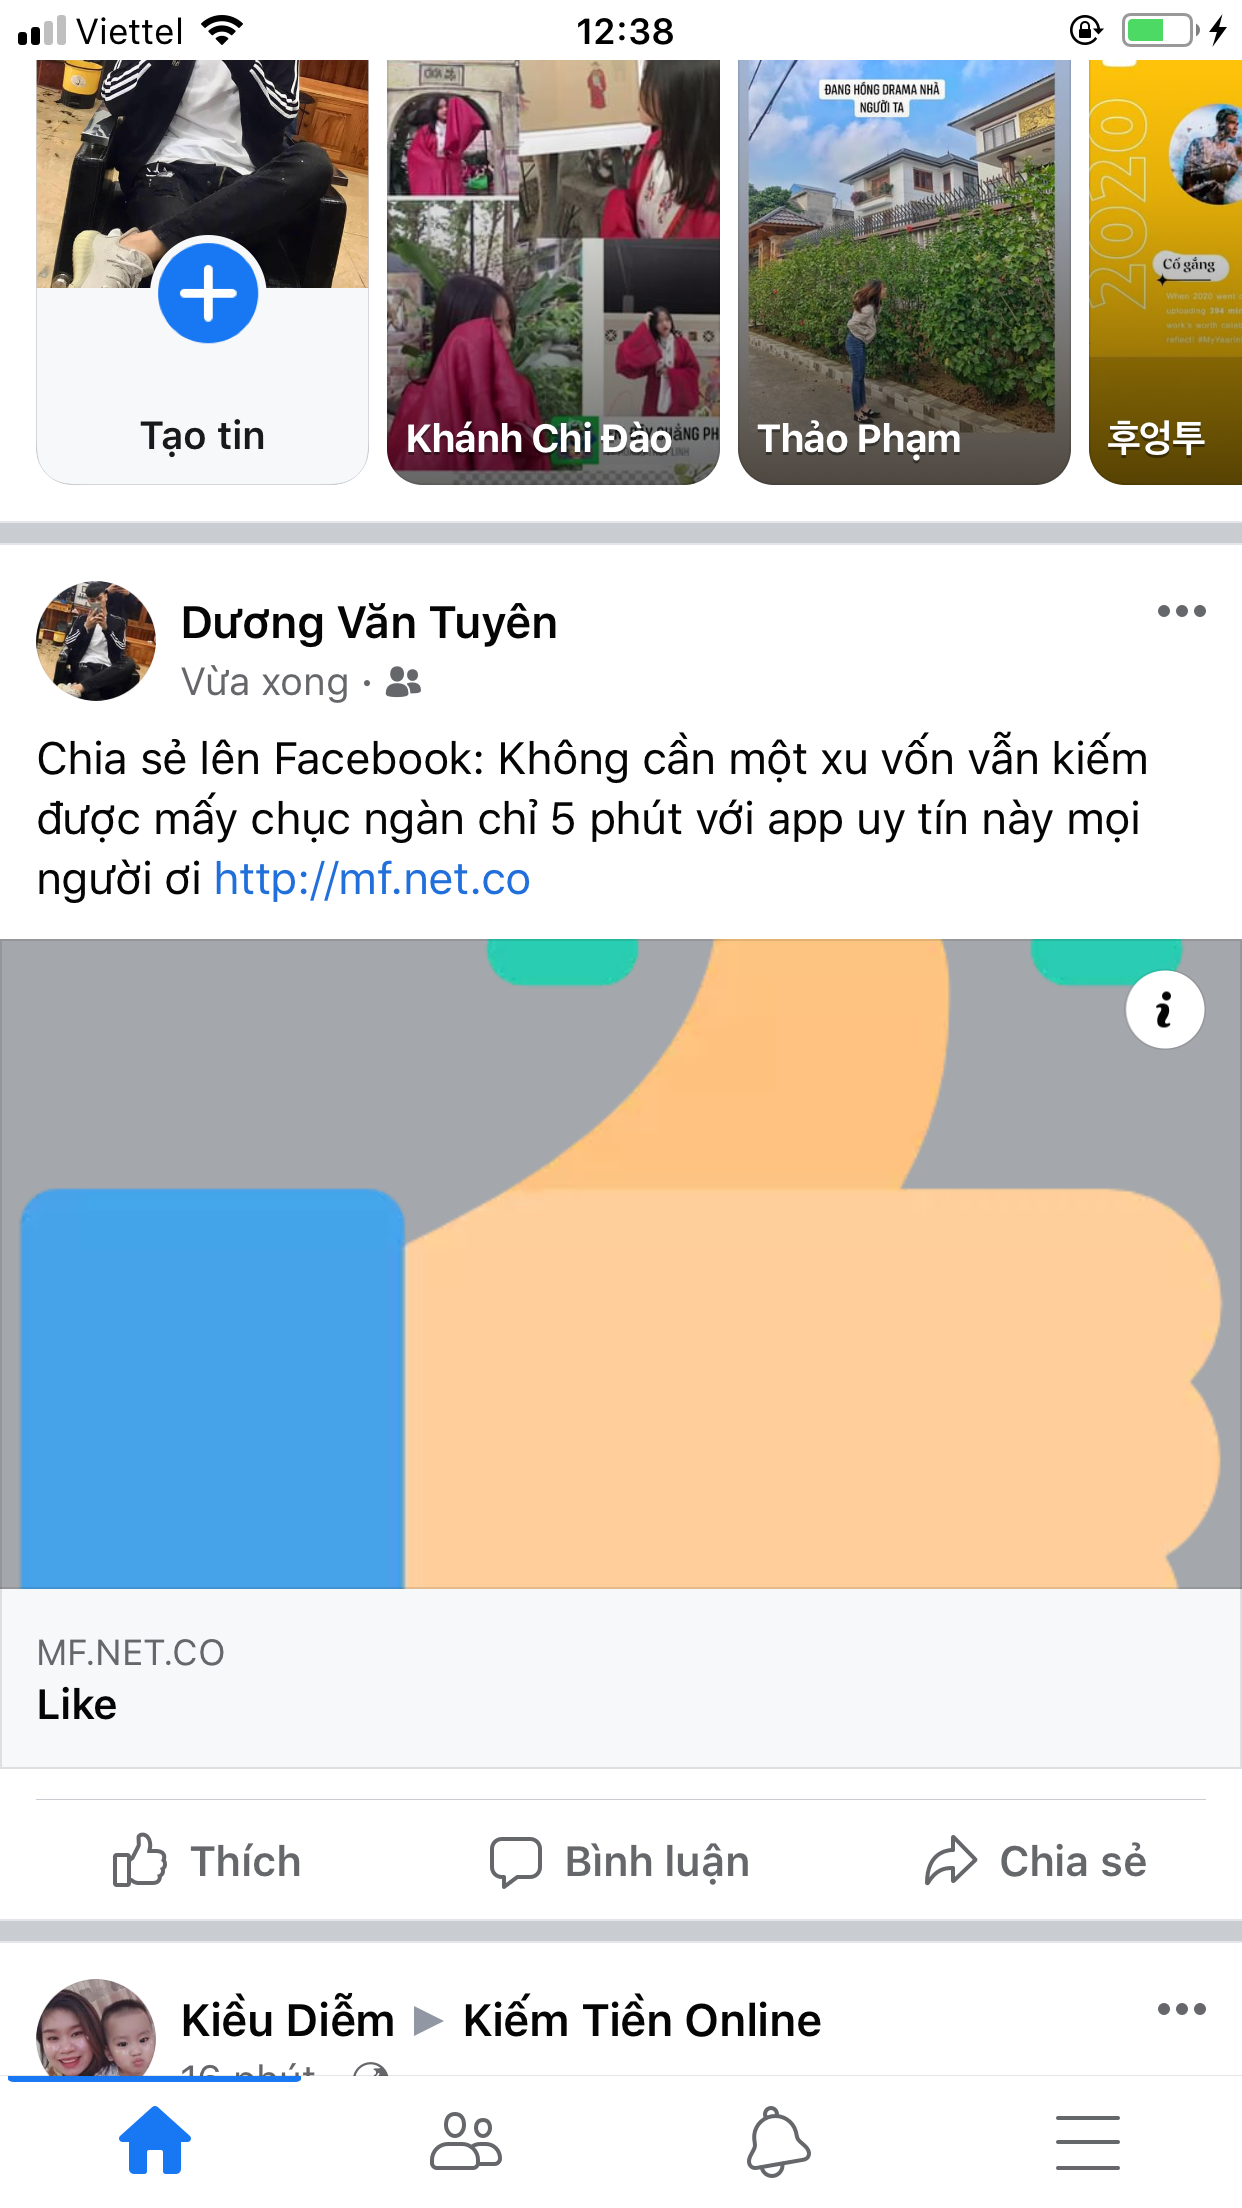 Viettel 12:38
ĐANG HÓNG DRAMA NHÀ
NGƯỜI TA
2020
Cố gắng
Tạo tin
Khánh Chi Đào
Thảo Phạm
후엉투
Dương Văn Tuyên
Vừa xong ·
Chia sẻ lên Facebook: Không cần một xu vốn vẫn kiếm
được mấy chục ngàn chỉ 5 phút với app uy tín này mọi
người ơi http://mf.net.co
MF.NET.CO
Like
Thích
Bình luận
Chia sẻ
Kiều Diễm ▶ Kiếm Tiền Online
16 phút